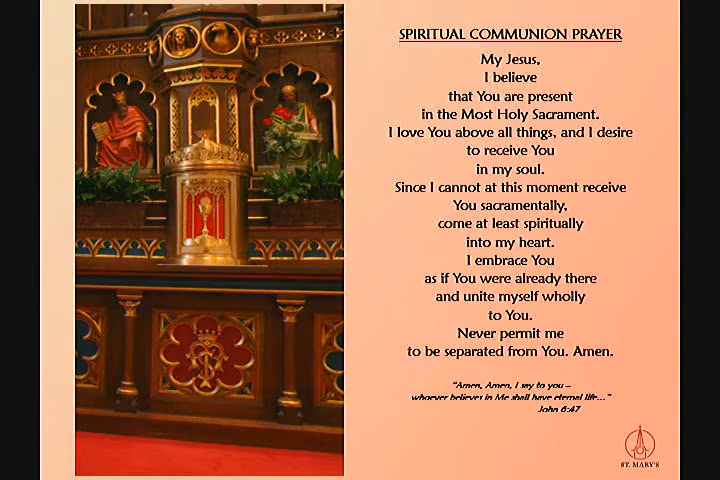 SPIRITUAL COMMUNION PRAYER
My Jesus,
I believe
that You are present
in the Most Holy Sacrament.
I love You above all things, and I desire
to receive You
in my soul.
Since I cannot at this moment receive
You sacramentally,
come at least spiritually
into my heart.
I embrace You
as if You were already there
and unite myself wholly
to You.
Never permit me
to be separated from You. Amen.
“Amen, Amen, I say to you –
whoever believes in Me shall have eternal life...”
John 6:47
ST. MARY'S